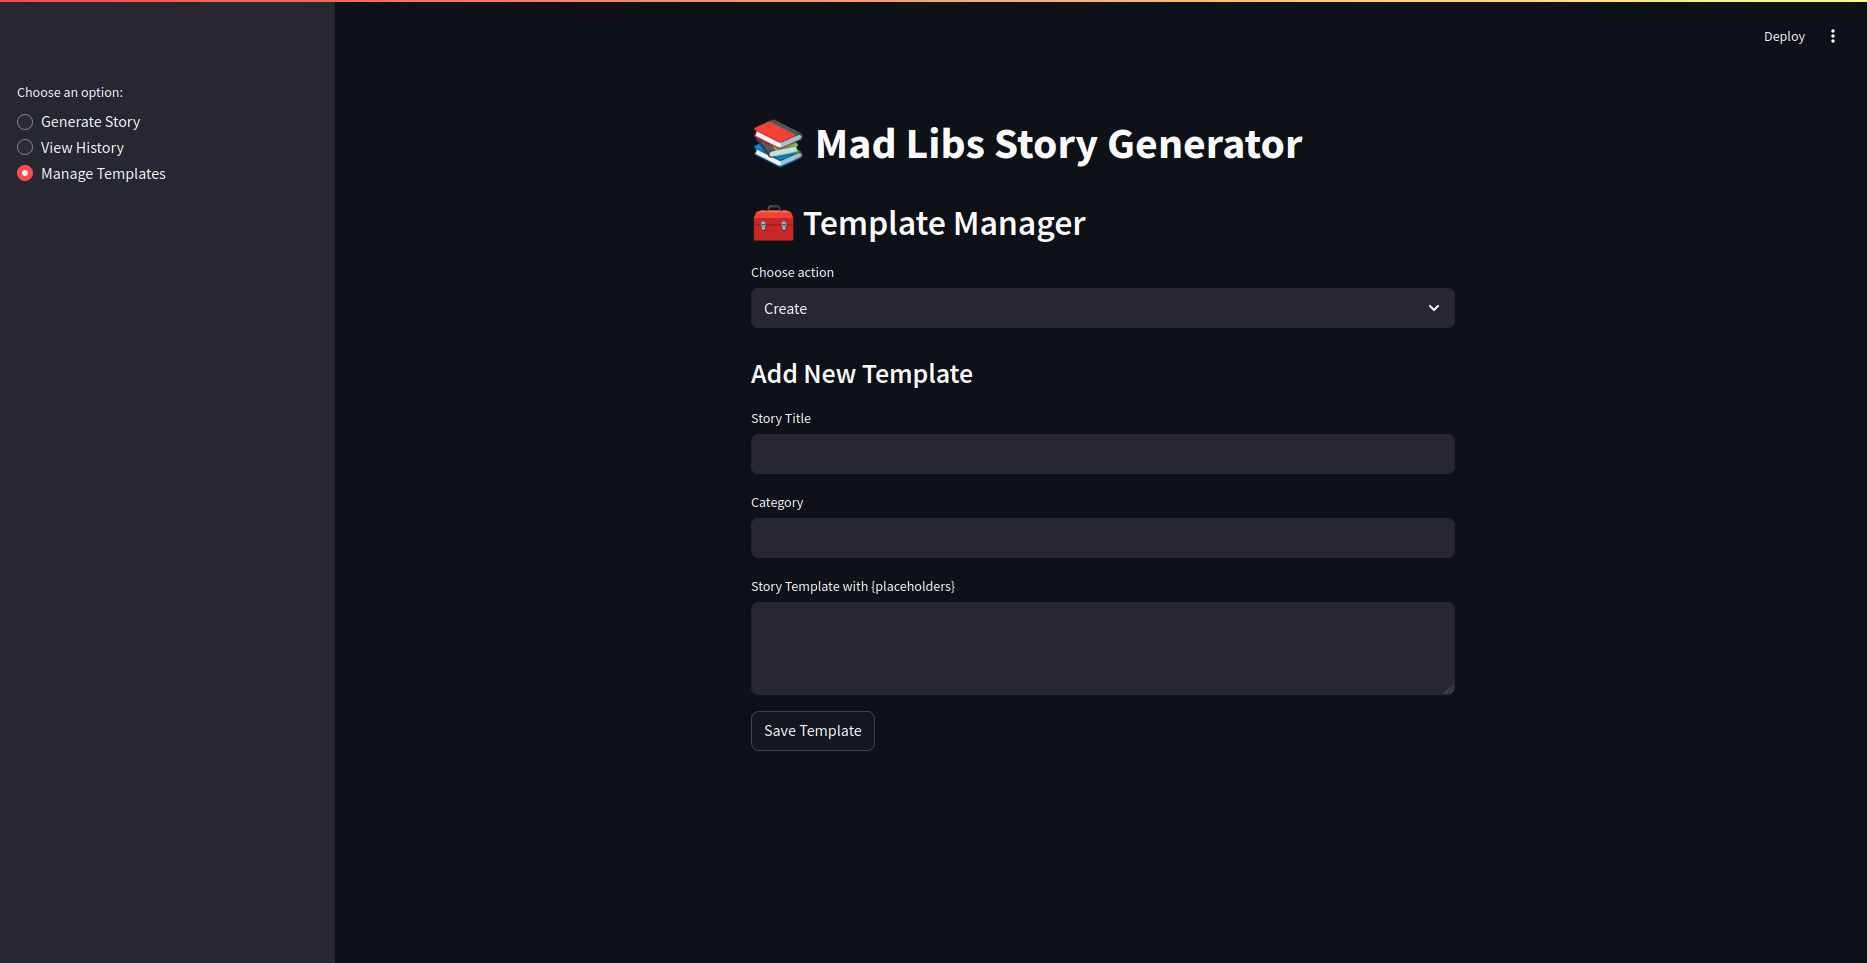 Deploy
Choose an option:
Generate Story
View History
Manage Templates
Mad Libs Story Generator
Template Manager
Choose action
Create
Add New Template
Story Title
Category
Story Template with {placeholders}
Save Template